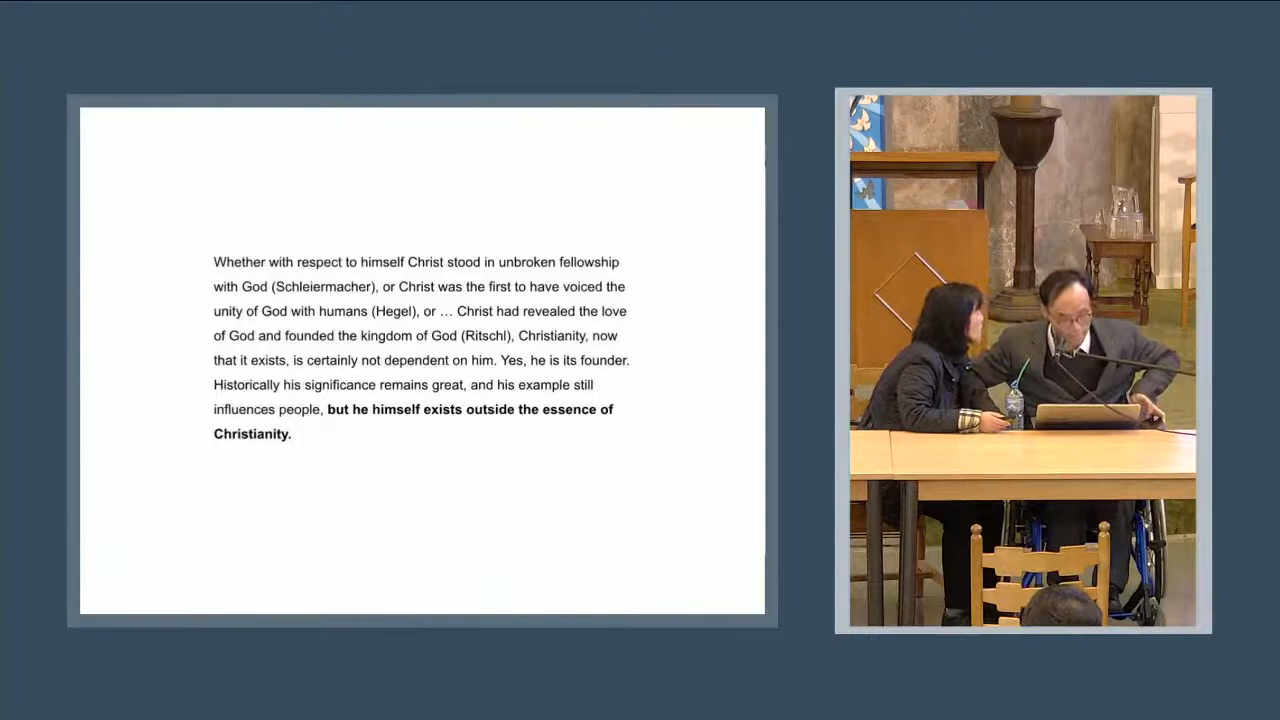 Whether with respect to himself Christ stood in unbroken fellowship
with God (Schleiermacher), or Christ was the first to have voiced the
unity of God with humans (Hegel), or … Christ had revealed the love
of God and founded the kingdom of God (Ritschl), Christianity, now
that it exists, is certainly not dependent on him. Yes, he is its founder.
Historically his significance remains great, and his example still
influences people, but he himself exists outside the essence of
Christianity.